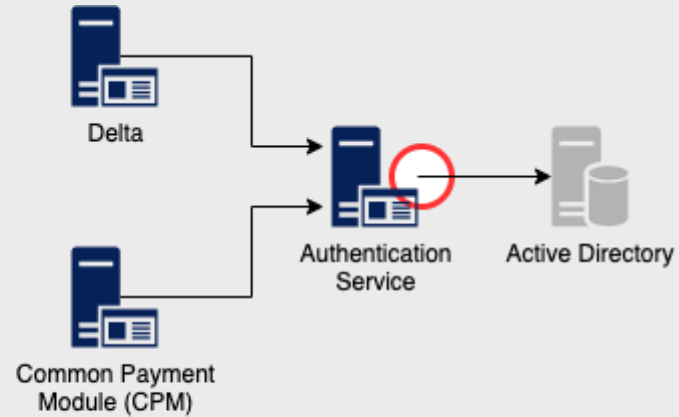 Delta
Authentication
Service
Active Directory
Common Payment
Module (CPM)